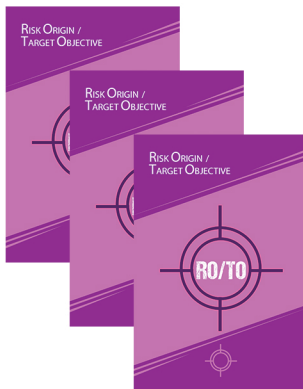 RISK ORIGIN /
TARGET OBJECTIVE
RISK ORIGIN /
TARGET OBJECTIVE
RISK ORIGIN /
TARGET OBJECTIVE
RO/TO